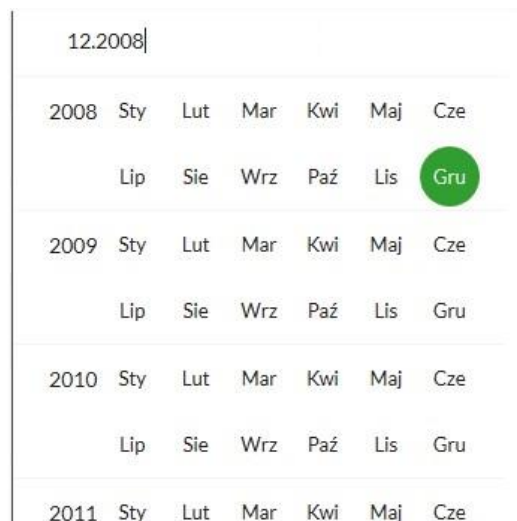 12.2008
2008 Sty Lut Mar Kwi Maj Cze
Lip Sie Wrz Paź Lis Gru
2009 Sty Lut Mar Kwi Maj Cze
Lip Sie Wrz Paź Lis Gru
2010 Sty Lut Mar Kwi Maj Cze
Lip Sie Wrz Paź Lis Gru
2011 Sty Lut Mar Kwi Maj Cze